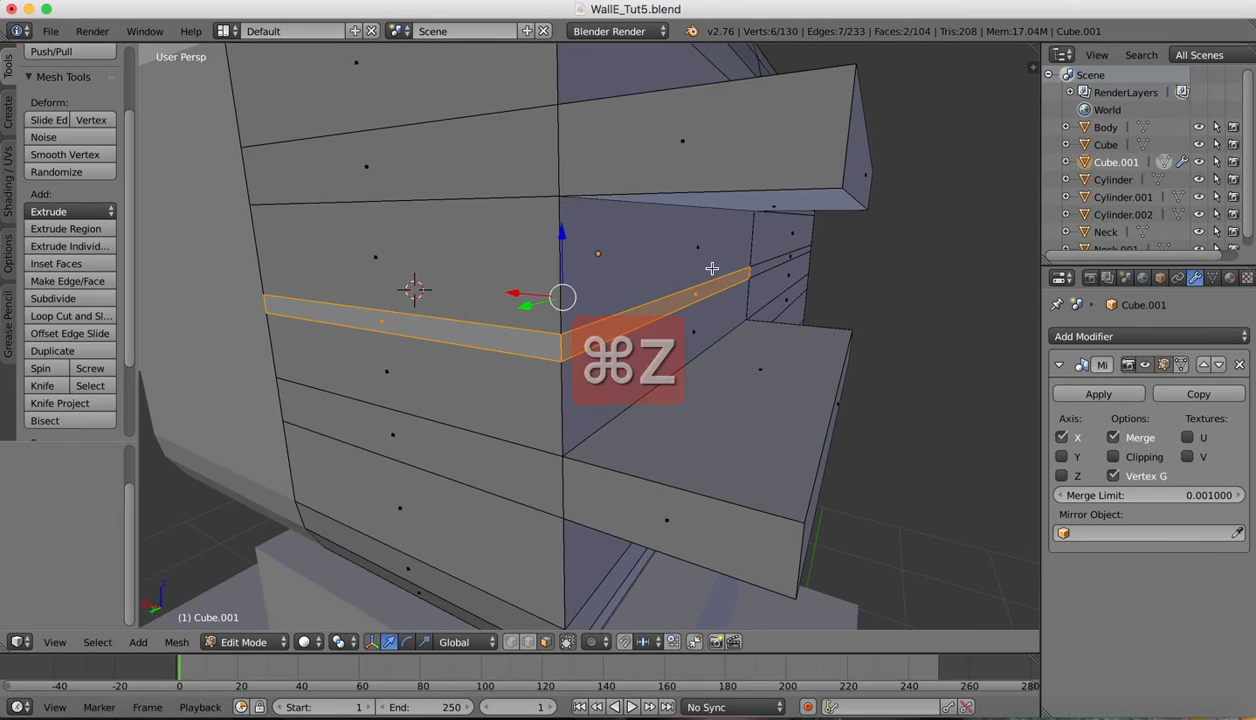 WallE_Tut5.blend
File Render Window Help Default Scene Blender Render v2.76 | Verts:6/130 | Edges:7/233 | Faces:2/104 | Tris:208 | Mem:17.04M | Cube.001
User Persp
Tools
Create
Shading / UVs
Options
Grease Pencil
Push/Pull
Mesh Tools
Deform:
Slide Ed Vertex
Noise
Smooth Vertex
Randomize
Add:
Extrude
Extrude Region
Extrude Individ...
Inset Faces
Make Edge/Face
Subdivide
Loop Cut and Sl...
Offset Edge Slide
Duplicate
Spin Screw
Knife Select
Knife Project
Bisect
⌘Z
(1) Cube.001
View Select Add Mesh Edit Mode Global
-40 -20 0 20 40 60 80 100 120 140 160 180 200 220 240 260 280
View Marker Frame Playback Start: 1 End: 250 1 No Sync
View Search All Scenes
Scene
RenderLayers
World
Body
Cube
Cube.001
Cylinder
Cylinder.001
Cylinder.002
Neck
Neck.001
Cube.001
Add Modifier
Mi
Apply Copy
Axis: Options: Textures:
X Merge U
Y Clipping V
Z Vertex G
Merge Limit: 0.001000
Mirror Object: